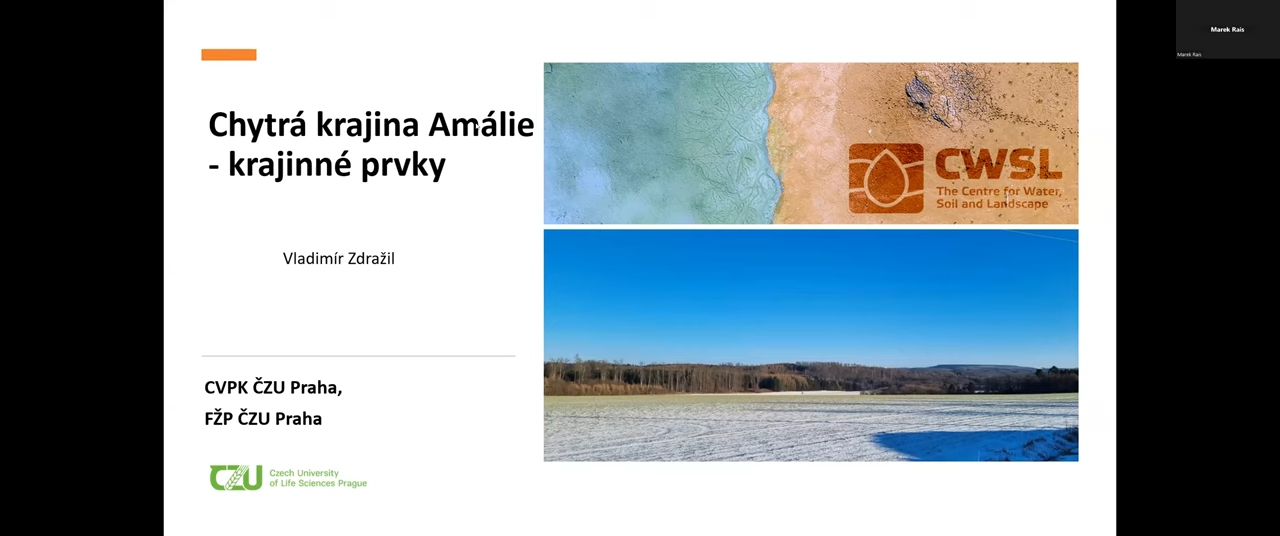 Chytrá krajina Amálie
- krajinné prvky
Vladimír Zdražil
CVPK ČZU Praha,
FŽP ČZU Praha
CZU
Czech University
of Life Sciences Prague
CWSL
The Centre for Water,
Soil and Landscape
Marek Rais
Marek Rais